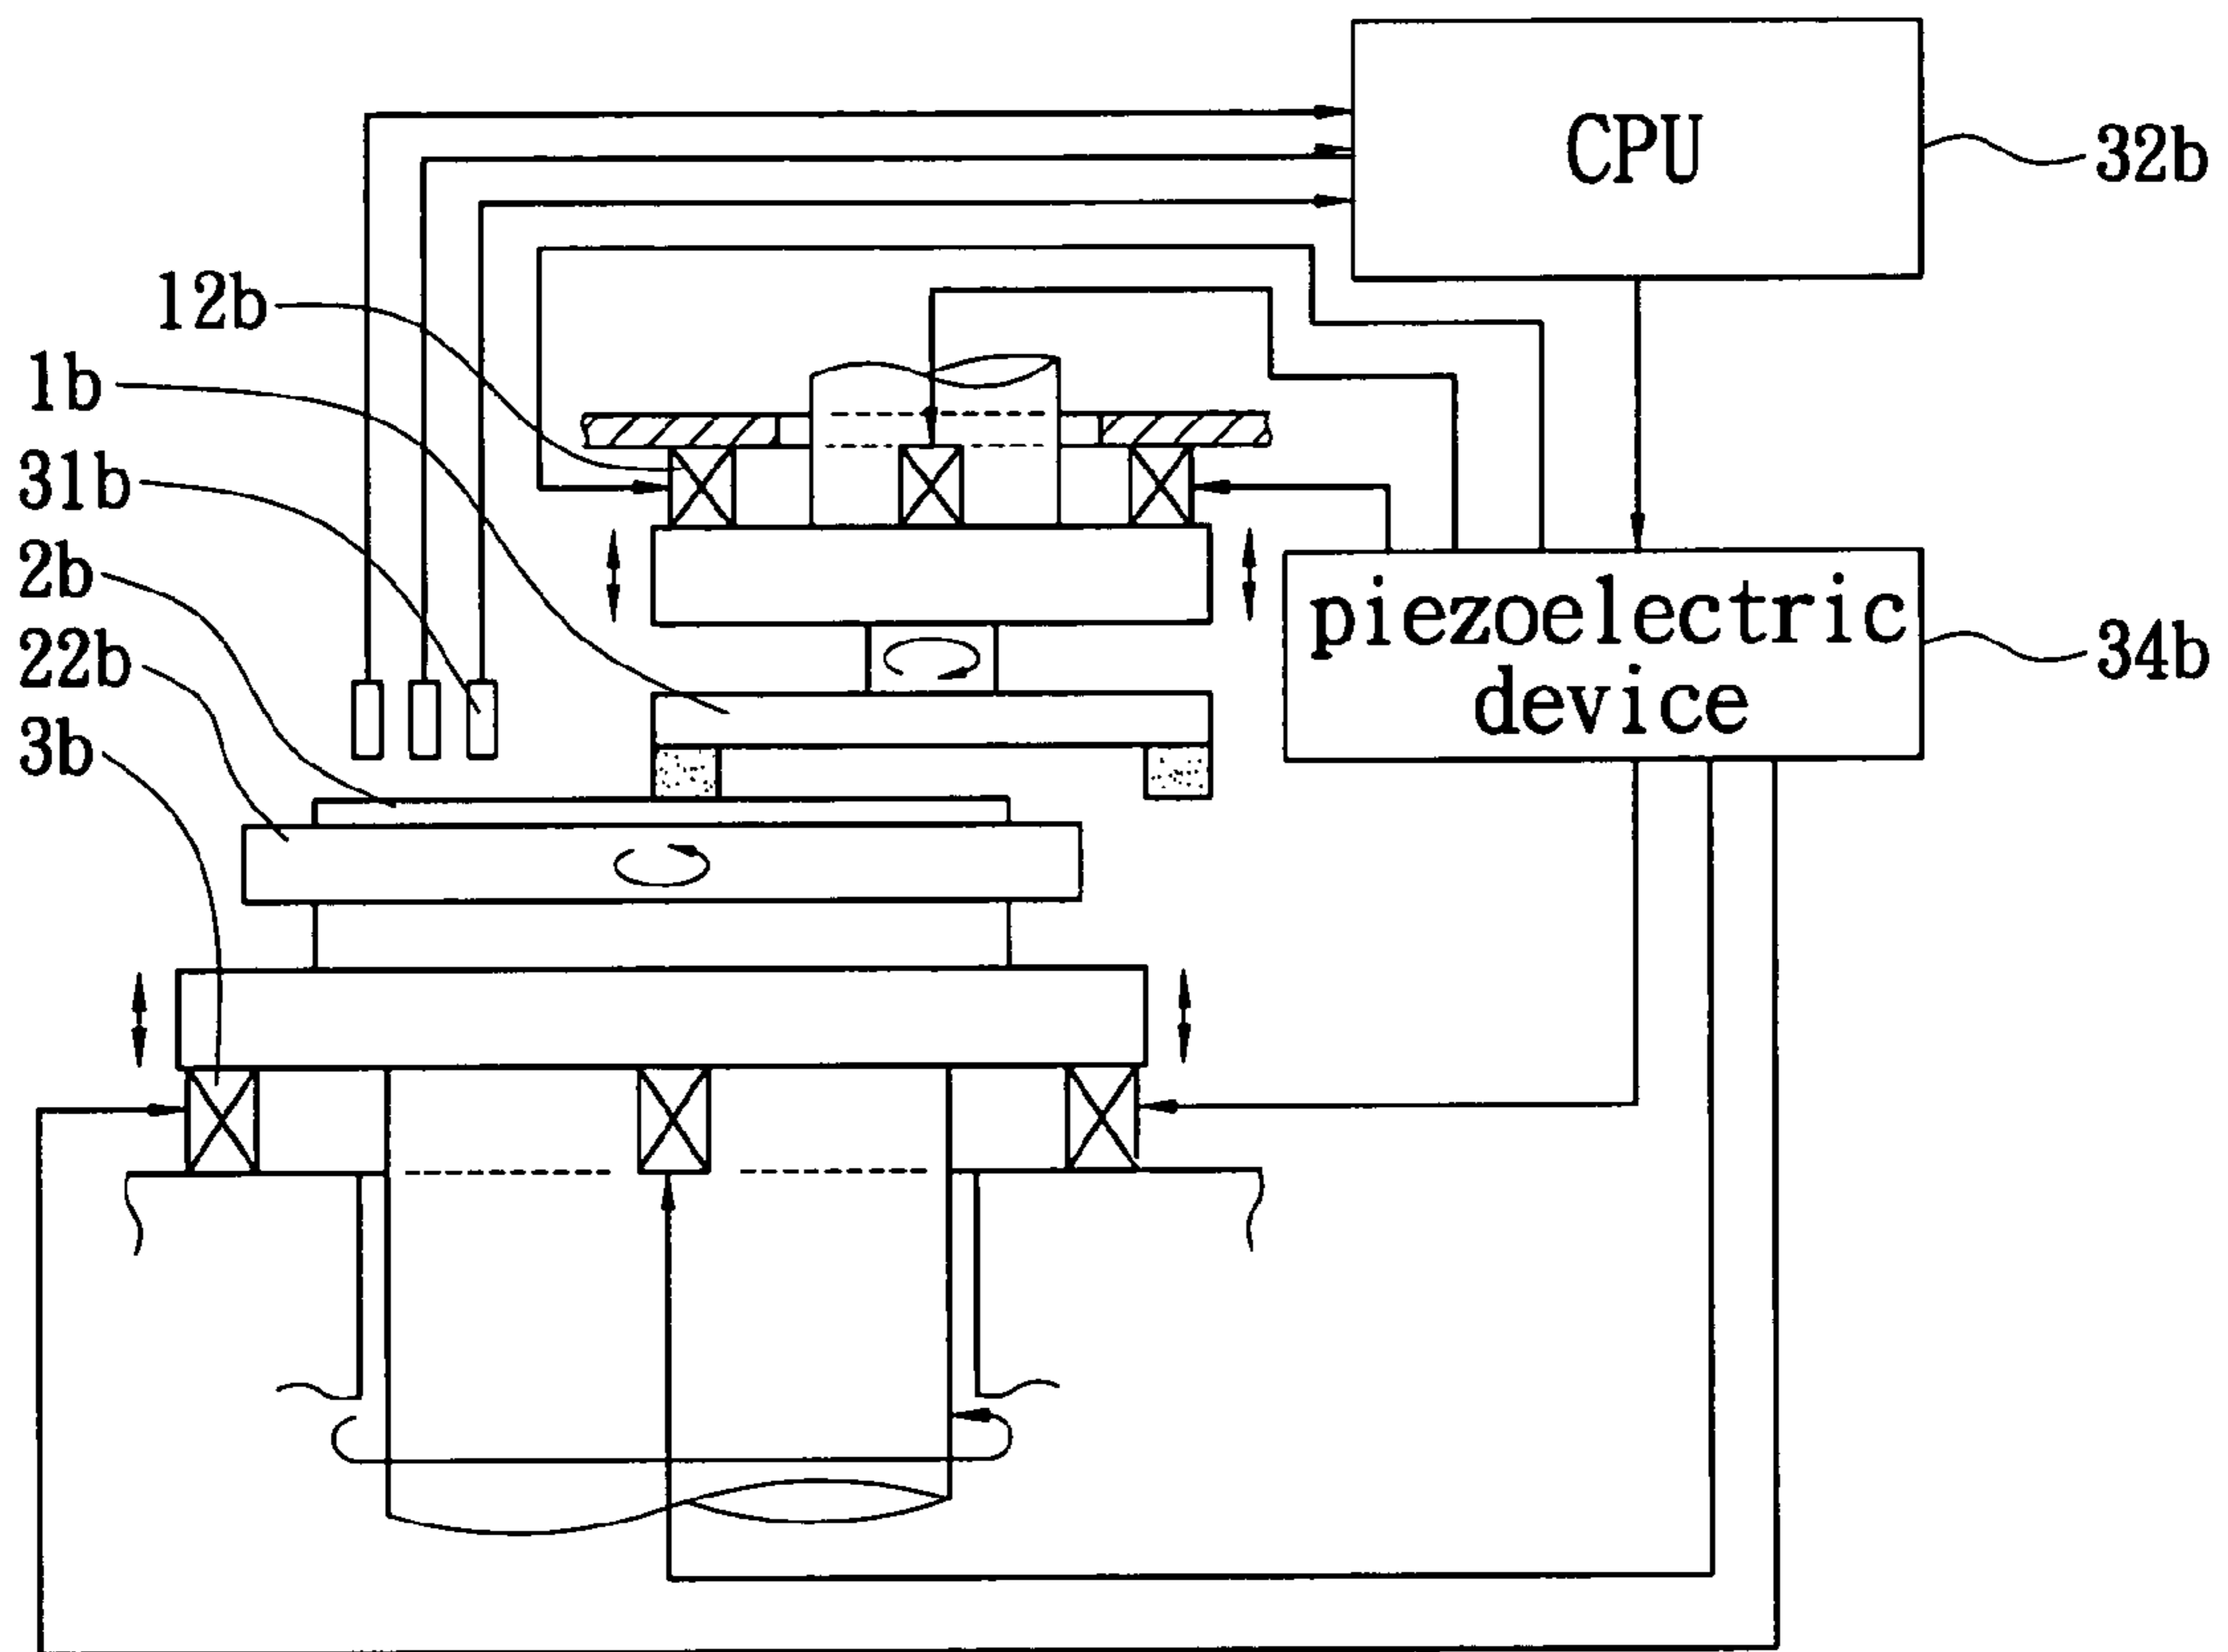 CPU
32b
12b
1b
31b
2b
22b
3b
piezoelectric
device
34b